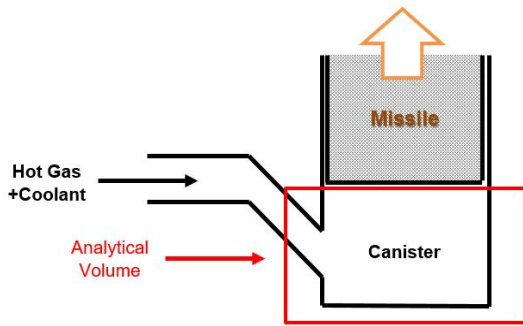 Missile
Hot Gas
+Coolant
Analytical
Volume
Canister